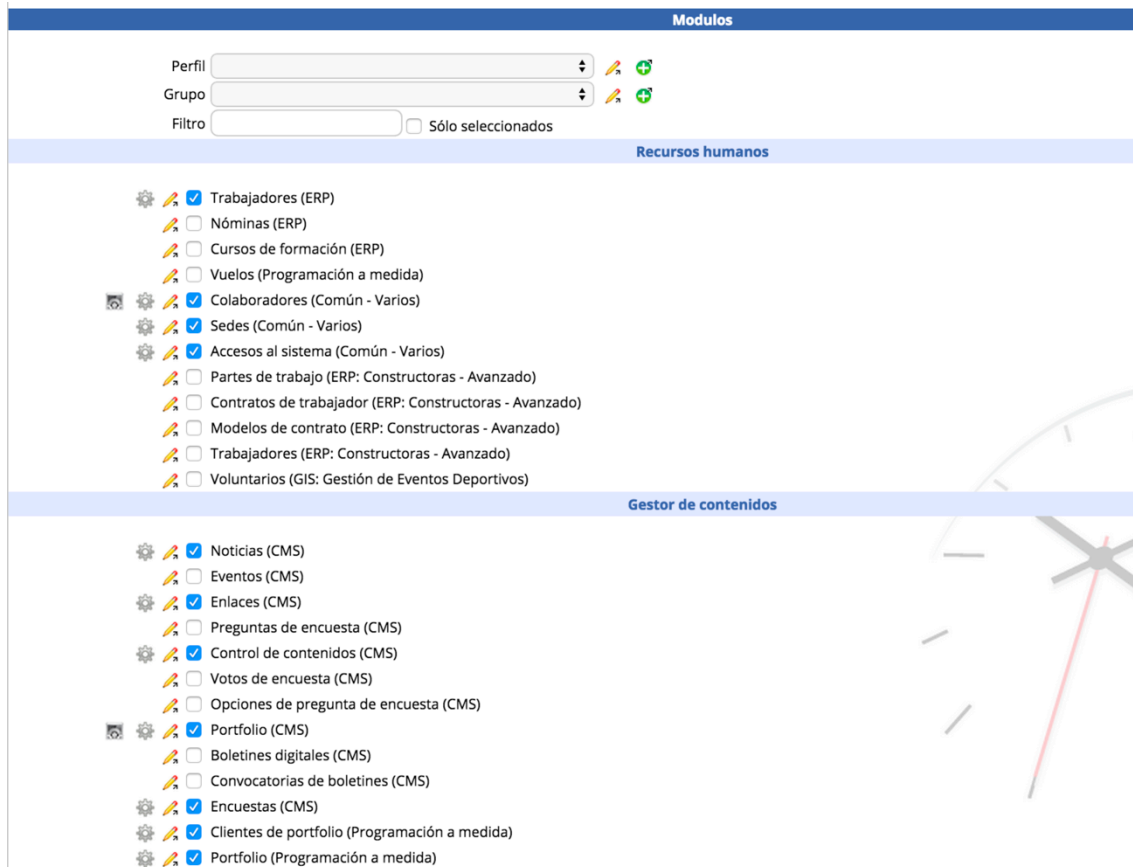 Modulos
Perfil
Grupo
Filtro Sólo seleccionados
Recursos humanos
Trabajadores (ERP)
Nóminas (ERP)
Cursos de formación (ERP)
Vuelos (Programación a medida)
Colaboradores (Común - Varios)
Sedes (Común - Varios)
Accesos al sistema (Común - Varios)
Partes de trabajo (ERP: Constructoras - Avanzado)
Contratos de trabajador (ERP: Constructoras - Avanzado)
Modelos de contrato (ERP: Constructoras - Avanzado)
Trabajadores (ERP: Constructoras - Avanzado)
Voluntarios (GIS: Gestión de Eventos Deportivos)
Gestor de contenidos
Noticias (CMS)
Eventos (CMS)
Enlaces (CMS)
Preguntas de encuesta (CMS)
Control de contenidos (CMS)
Votos de encuesta (CMS)
Opciones de pregunta de encuesta (CMS)
Portfolio (CMS)
Boletines digitales (CMS)
Convocatorias de boletines (CMS)
Encuestas (CMS)
Clientes de portfolio (Programación a medida)
Portfolio (Programación a medida)